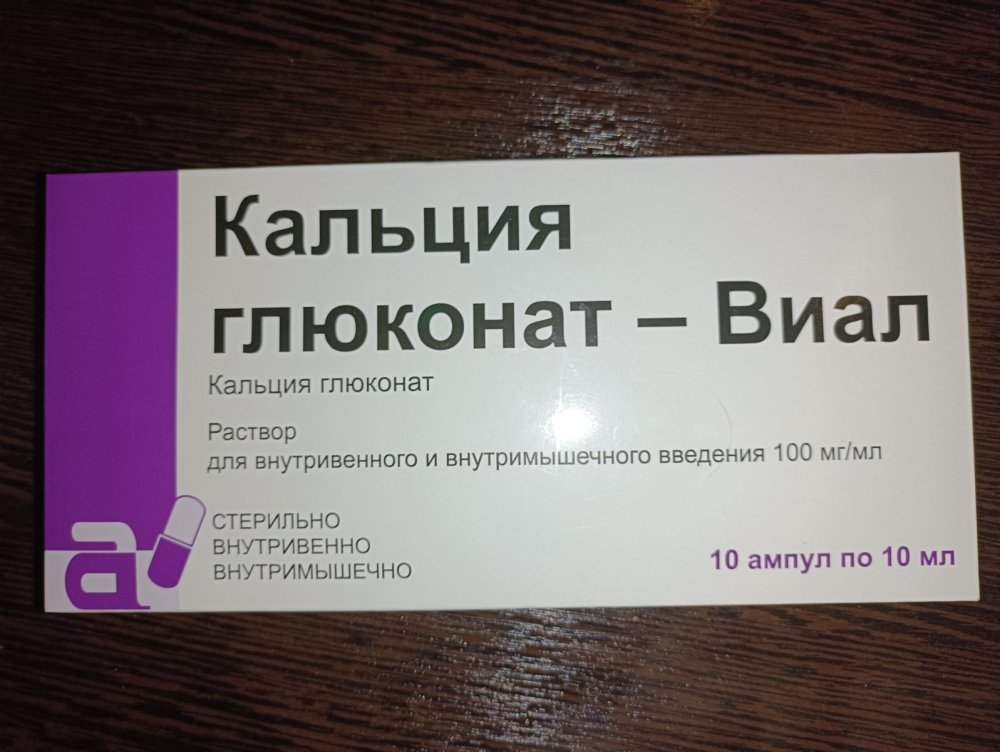 Кальция
глюконат – Виал
Кальция глюконат
Раствор
для внутривенного и внутримышечного введения 100 мг/мл
СТЕРИЛЬНО
ВНУТРИВЕННО
ВНУТРИМЫШЕЧНО
10 ампул по 10 мл
a